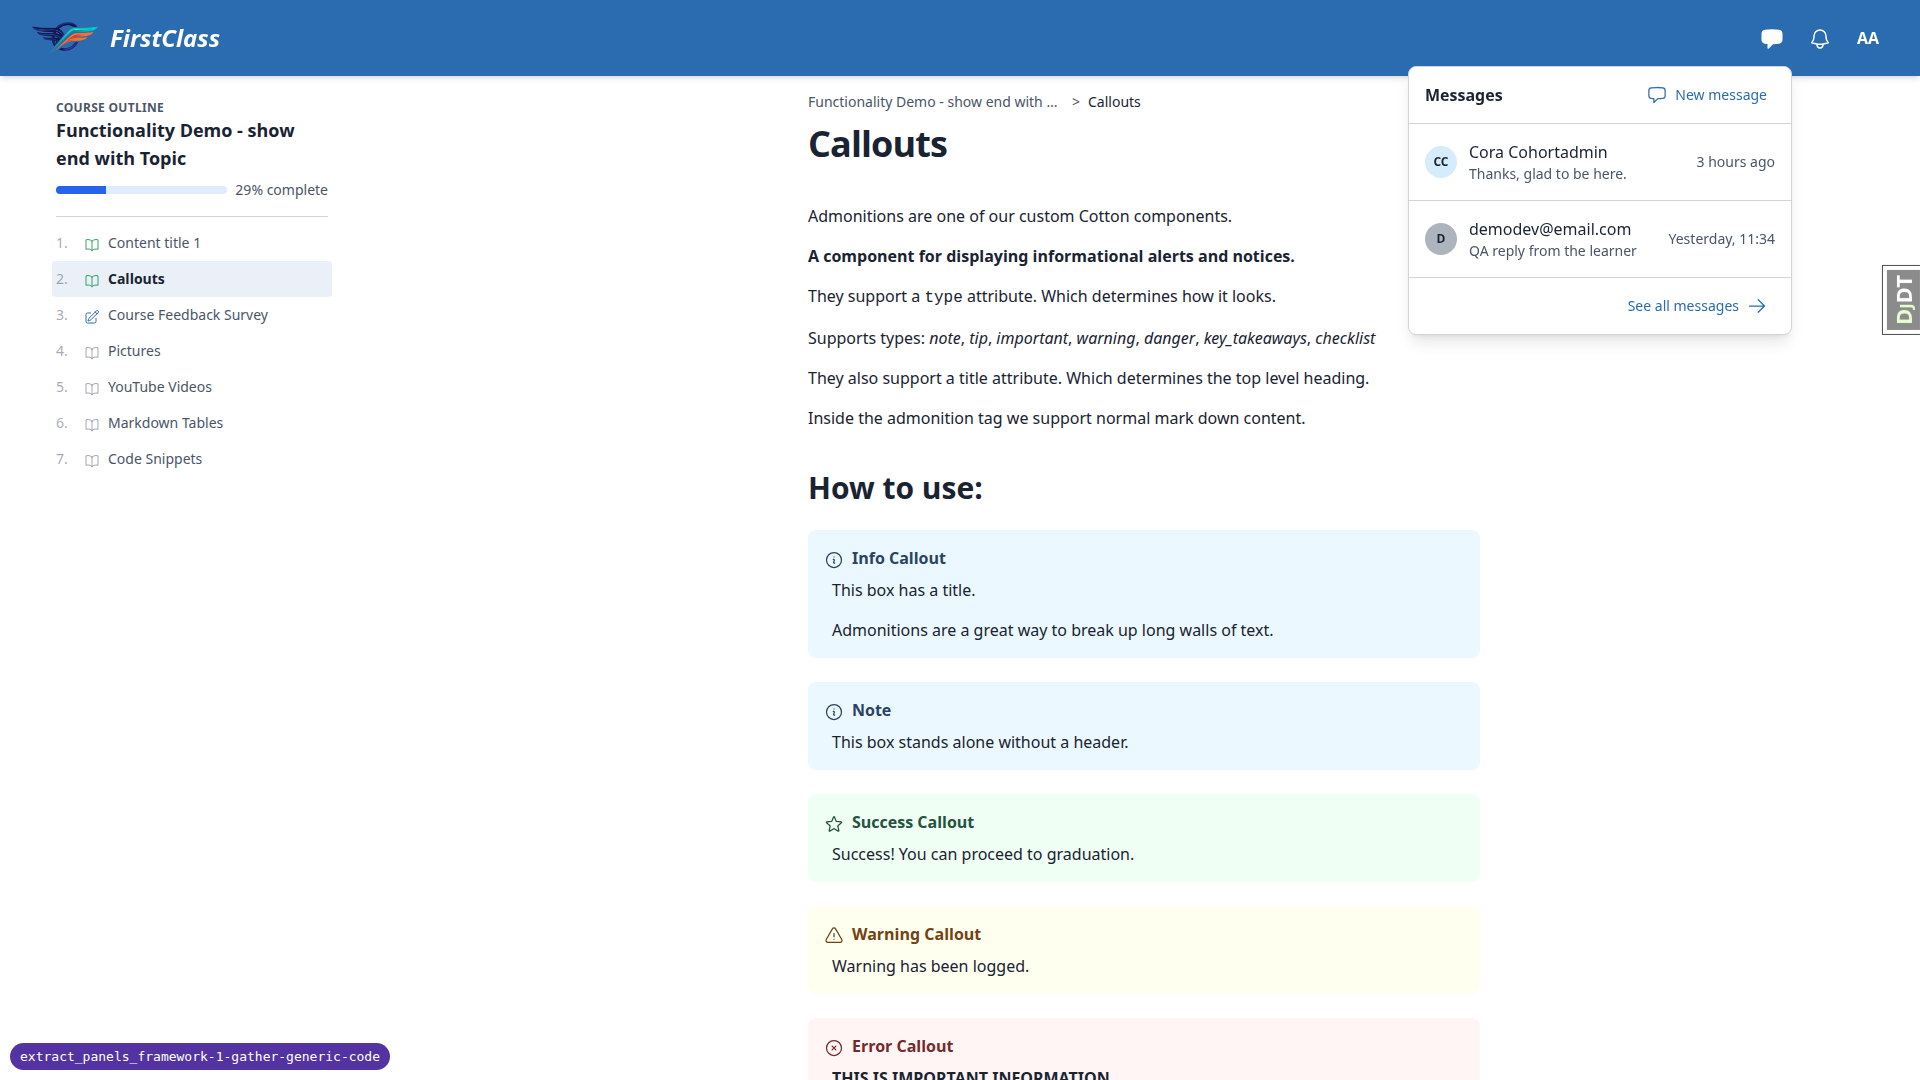 FirstClass
AA
COURSE OUTLINE
Functionality Demo - show
end with Topic
29% complete
1. Content title 1
2. Callouts
3. Course Feedback Survey
4. Pictures
5. YouTube Videos
6. Markdown Tables
7. Code Snippets
Functionality Demo - show end with ... > Callouts
Callouts
Admonitions are one of our custom Cotton components.
A component for displaying informational alerts and notices.
They support a type attribute. Which determines how it looks.
Supports types: note, tip, important, warning, danger, key_takeaways, checklist
They also support a title attribute. Which determines the top level heading.
Inside the admonition tag we support normal mark down content.
How to use:
Info Callout
This box has a title.
Admonitions are a great way to break up long walls of text.
Note
This box stands alone without a header.
Success Callout
Success! You can proceed to graduation.
Warning Callout
Warning has been logged.
Error Callout
THIS IS IMPORTANT INFORMATION
Messages
New message
CC
Cora Cohortadmin
Thanks, glad to be here.
3 hours ago
D
demodev@email.com
QA reply from the learner
Yesterday, 11:34
See all messages
DjDT
extract_panels_framework-1-gather-generic-code